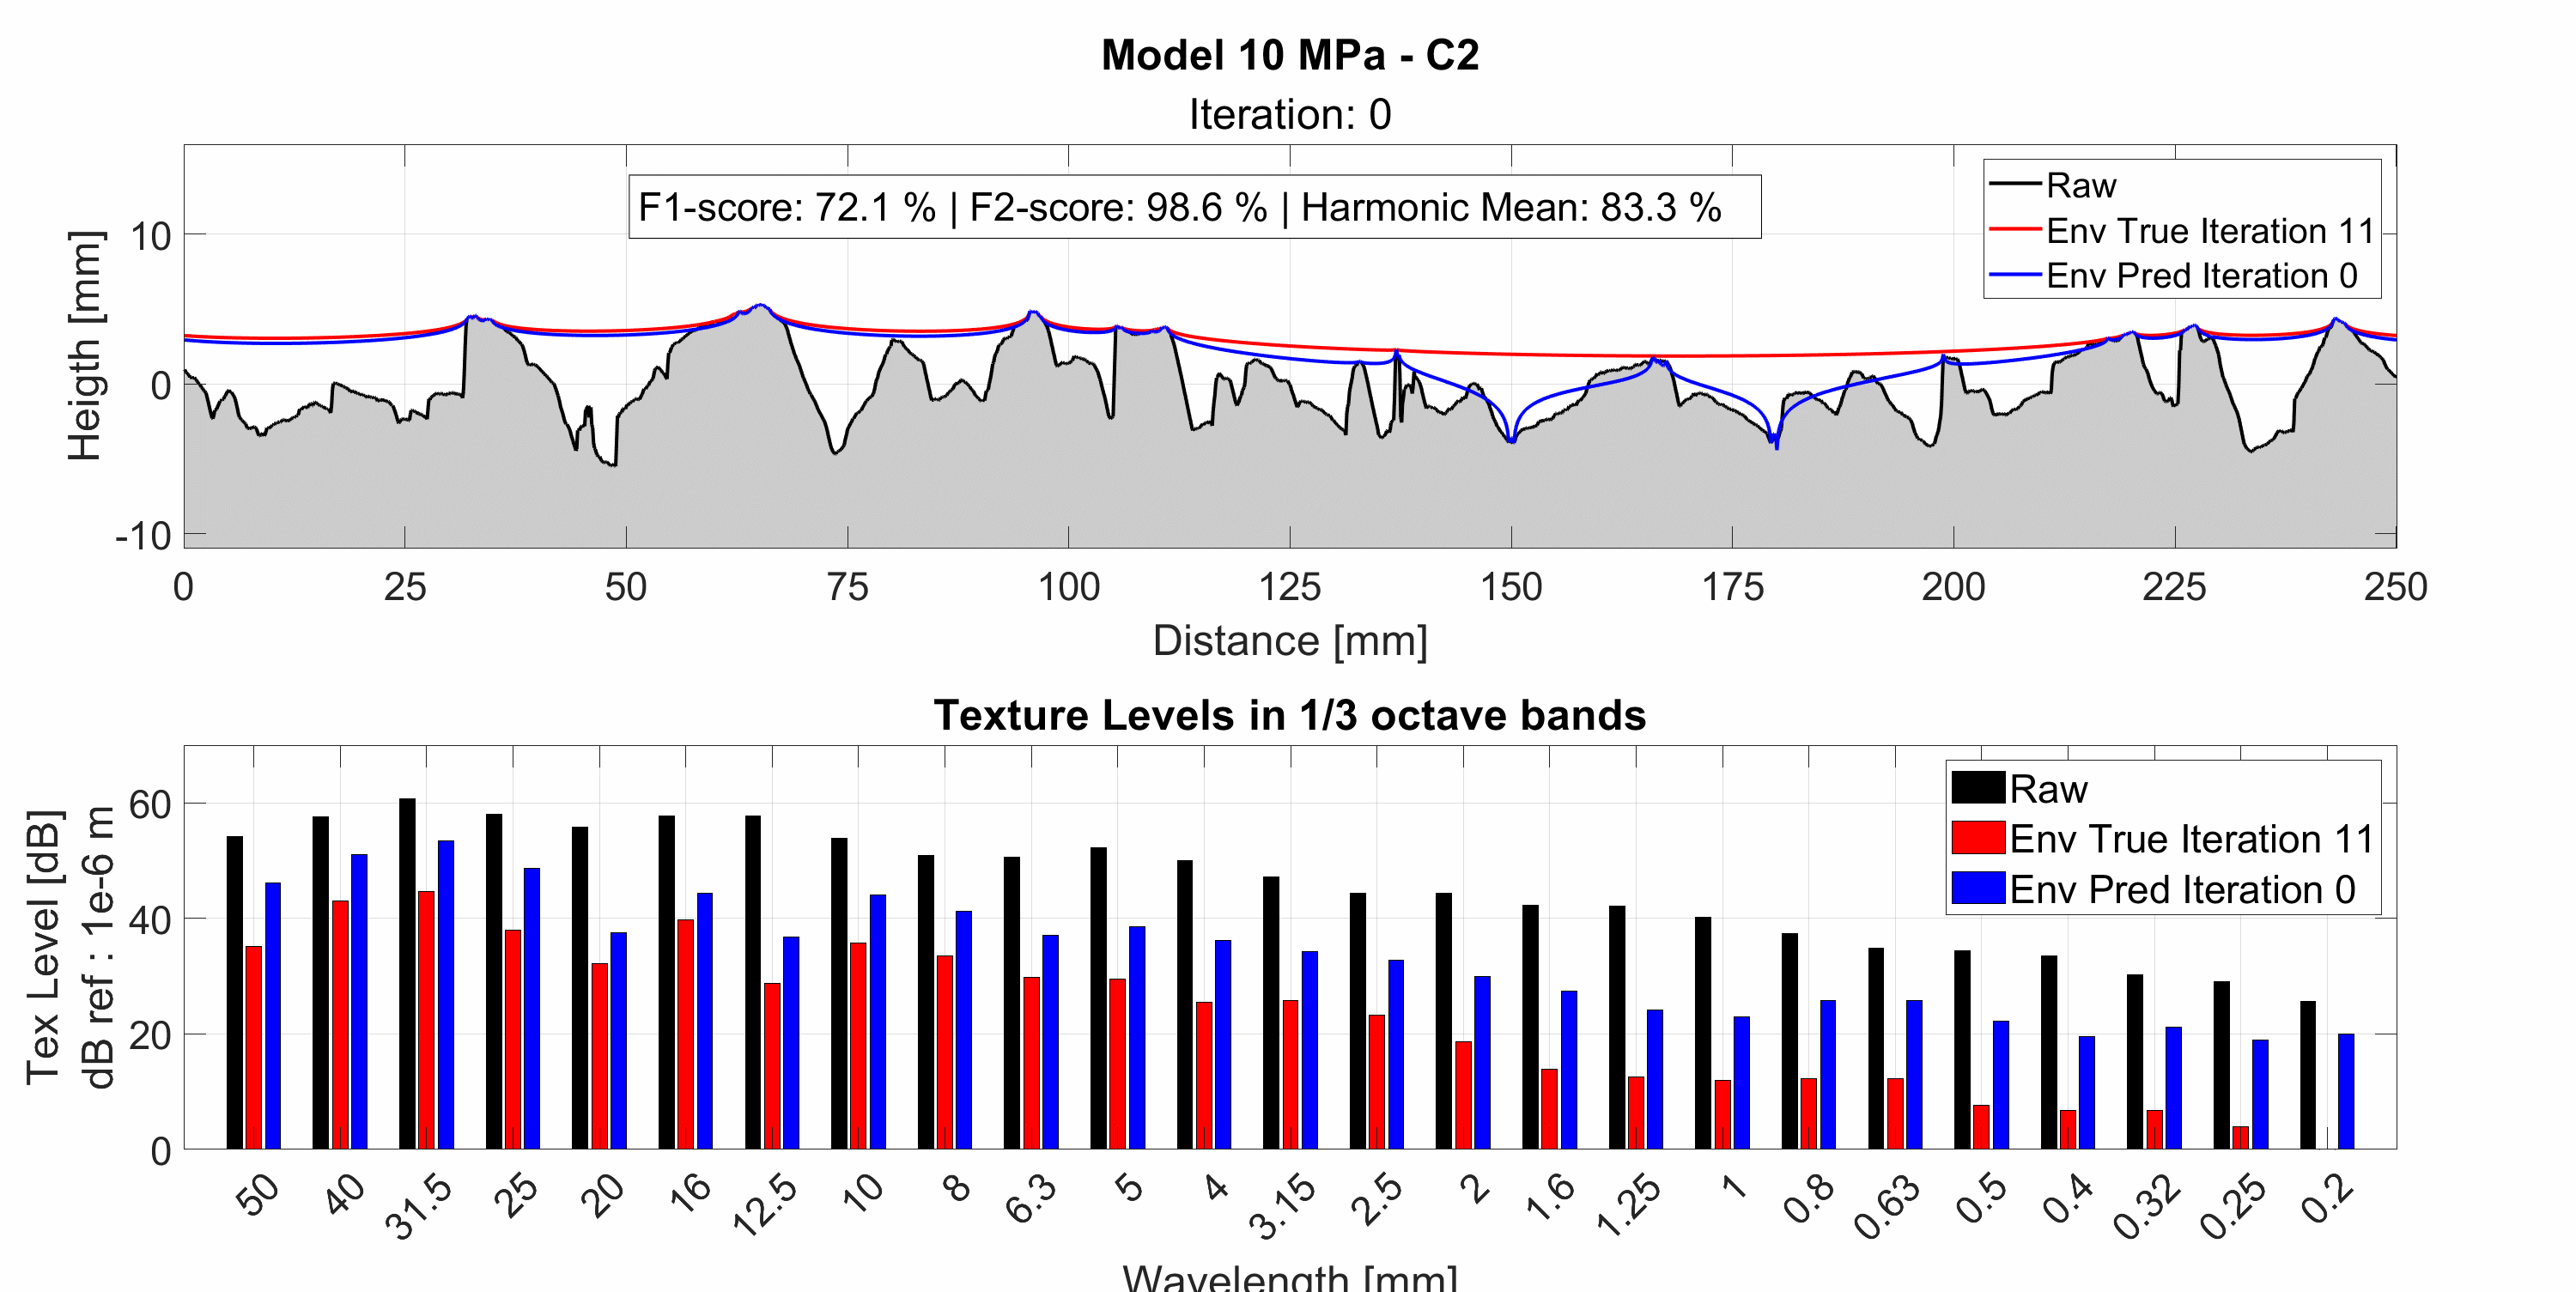 Model 10 MPa - C2
Iteration: 0
F1-score: 72.1 % | F2-score: 98.6 % | Harmonic Mean: 83.3 %
Raw
Env True Iteration 11
Env Pred Iteration 0
Heigth [mm]
10
0
-10
0 25 50 75 100 125 150 175 200 225 250
Distance [mm]
Texture Levels in 1/3 octave bands
Raw
Env True Iteration 11
Env Pred Iteration 0
Tex Level [dB]
dB ref : 1e-6 m
60
40
20
0
50 40 31.5 25 20 16 12.5 10 8 6.3 5 4 3.15 2.5 2 1.6 1.25 1 0.8 0.63 0.5 0.4 0.32 0.25 0.2
Wavelength [mm]